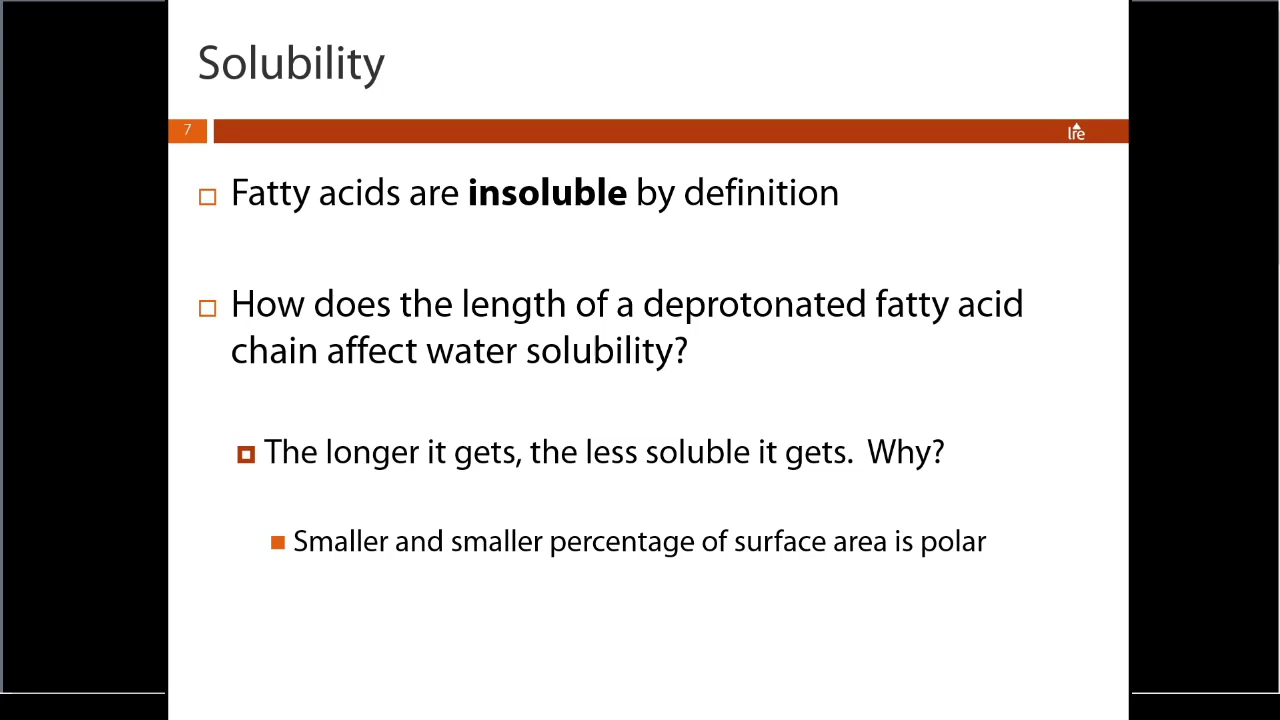 Solubility
7
lre
Fatty acids are insoluble by definition
How does the length of a deprotonated fatty acid
chain affect water solubility?
The longer it gets, the less soluble it gets.  Why?
Smaller and smaller percentage of surface area is polar